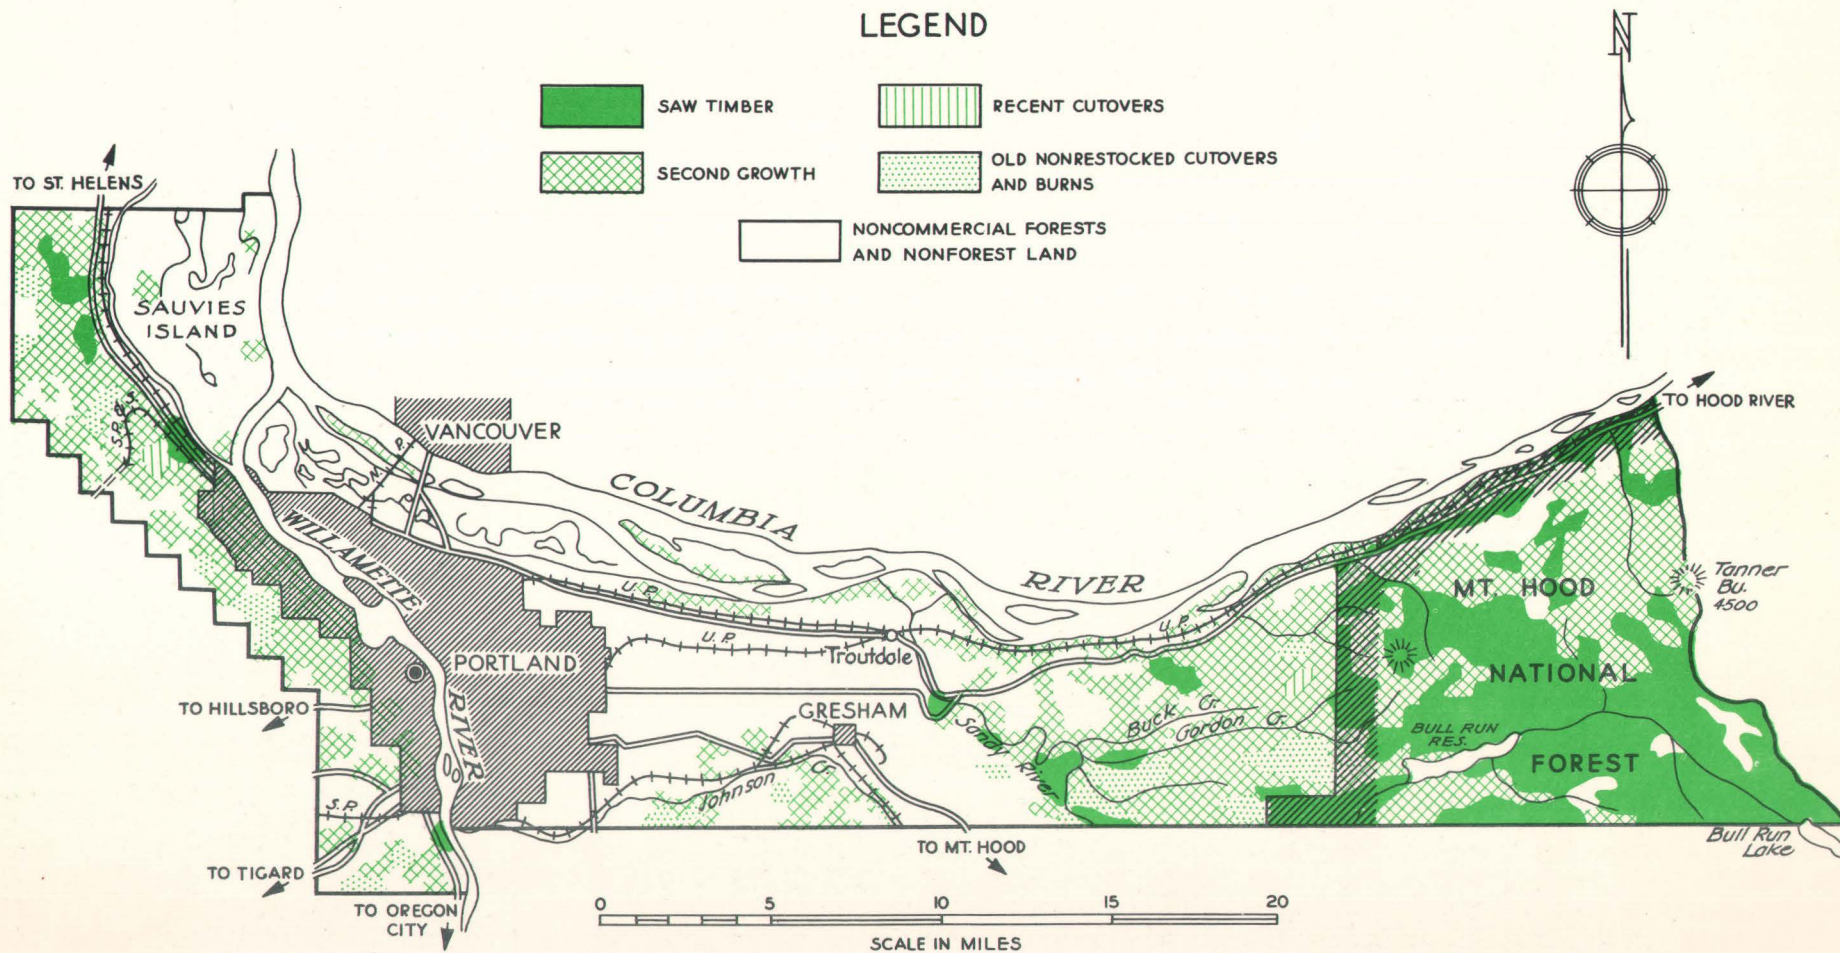 LEGEND
N
SAW TIMBER
RECENT CUTOVERS
SECOND GROWTH
OLD NONRESTOCKED CUTOVERS
AND BURNS
NONCOMMERCIAL FORESTS
AND NONFOREST LAND
TO ST. HELENS
SAUVIES
ISLAND
S.P. & S.
VANCOUVER
N. P.
COLUMBIA
RIVER
WILLAMETTE
RIVER
PORTLAND
U. P.
U. P.
U. P.
Troutdale
GRESHAM
Johnson Cr.
Sandy River
Buck Cr.
Gordon Cr.
TO HOOD RIVER
MT. HOOD
NATIONAL
FOREST
Tanner
Bu.
4500
BULL RUN
RES.
Bull Run
Lake
TO HILLSBORO
S.P.
TO TIGARD
TO OREGON
CITY
TO MT. HOOD
0 5 10 15 20
SCALE IN MILES